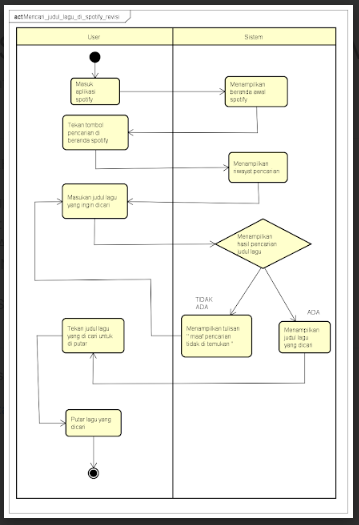 act Mencari_judul_lagu_di_spotify_revisi
User
Sistem
Masuk
aplikasi
spotify
Menampilkan
beranda awal
spotify
Tekan tombol
pencarian di
beranda spotify
Menampilkan
riwayat pencarian
Masukan judul lagu
yang ingin dicari
Menampilkan
hasil pencarian
judul lagu
TIDAK
ADA
ADA
Tekan judul lagu
yang di cari untuk
di putar
Menampilkan tulisan
" maaf pencarian
tidak di temukan "
Menampilkan
judul lagu
yang dicari
Putar lagu yang
dicari